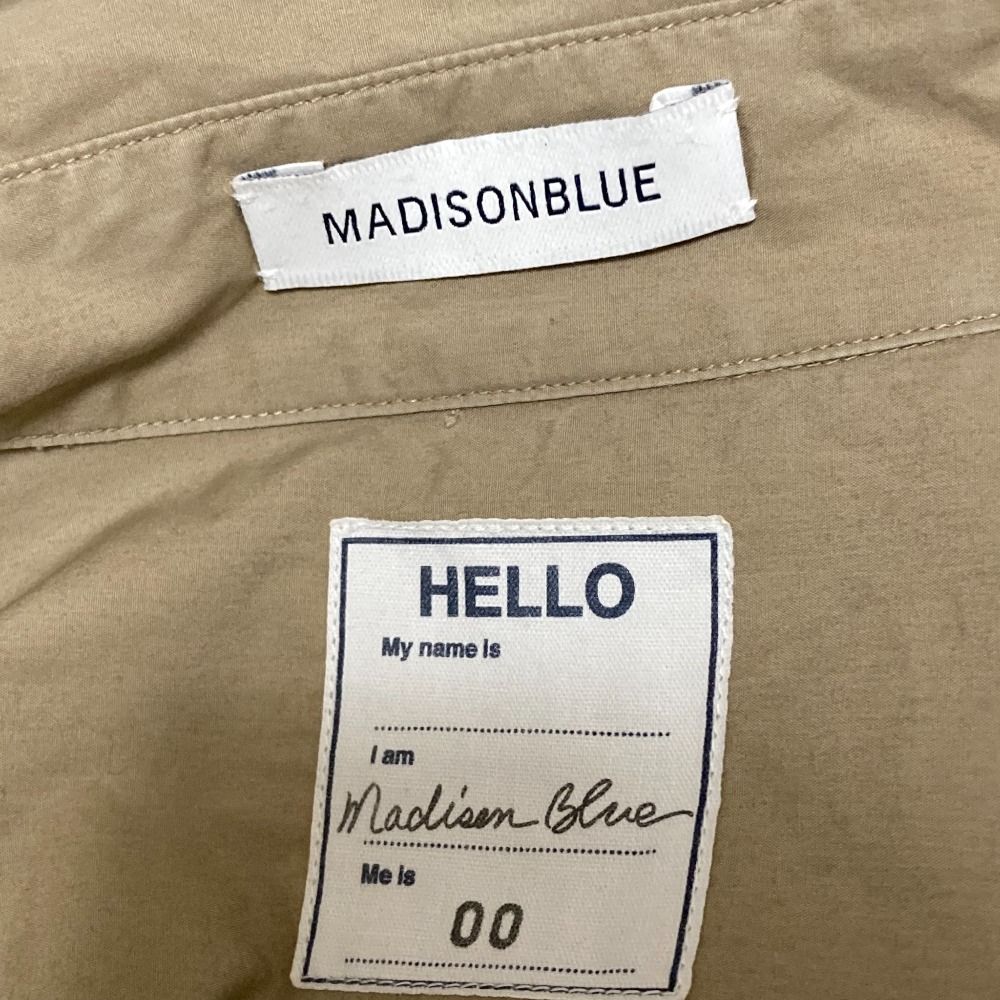 MADISONBLUE
HELLO
My name is
I am
Madison Blue
Me is
00